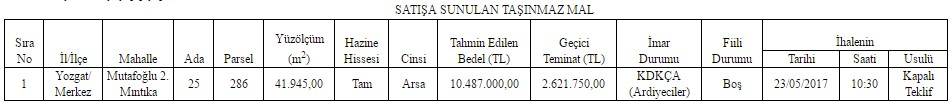 SATIŞA SUNULAN TAŞINMAZ MAL
Sıra No İl/İlçe Mahalle Ada Parsel Yüzölçüm (m²) Hazine Hissesi Cinsi Tahmin Edilen Bedel (TL) Geçici Teminat (TL) İmar Durumu Fiili Durumu İhalenin
Tarihi Saati Usulü
1 Yozgat/ Merkez Mutafoğlu 2. Mıntıka 25 286 41.945,00 Tam Arsa 10.487.000,00 2.621.750,00 KDKÇA (Ardiyeciler) Boş 23/05/2017 10:30 Kapalı Teklif